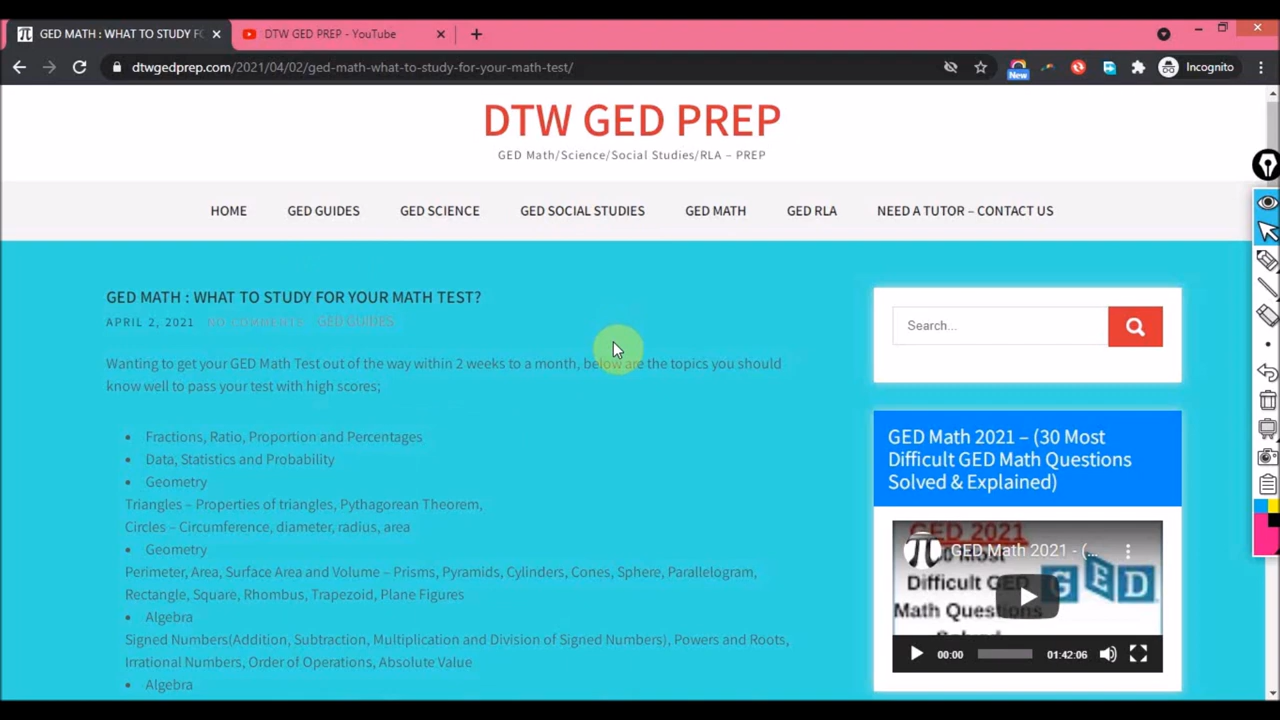 GED MATH : WHAT TO STUDY F
DTW GED PREP - YouTube
dtwgedprep.com/2021/04/02/ged-math-what-to-study-for-your-math-test/
New
Incognito
DTW GED PREP
GED Math/Science/Social Studies/RLA – PREP
HOME GED GUIDES GED SCIENCE GED SOCIAL STUDIES GED MATH GED RLA NEED A TUTOR – CONTACT US
GED MATH : WHAT TO STUDY FOR YOUR MATH TEST?
APRIL 2, 2021 NO COMMENTS GED GUIDES
Wanting to get your GED Math Test out of the way within 2 weeks to a month, below are the topics you should
know well to pass your test with high scores;
• Fractions, Ratio, Proportion and Percentages
• Data, Statistics and Probability
• Geometry
Triangles – Properties of triangles, Pythagorean Theorem,
Circles – Circumference, diameter, radius, area
• Geometry
Perimeter, Area, Surface Area and Volume – Prisms, Pyramids, Cylinders, Cones, Sphere, Parallelogram,
Rectangle, Square, Rhombus, Trapezoid, Plane Figures
• Algebra
Signed Numbers(Addition, Subtraction, Multiplication and Division of Signed Numbers), Powers and Roots,
Irrational Numbers, Order of Operations, Absolute Value
• Algebra
Search...
GED Math 2021 – (30 Most
Difficult GED Math Questions
Solved & Explained)
GED 2021
GED Math 2021 - (...
Most
Difficult GED
Math Questions
GED
00:00 01:42:06